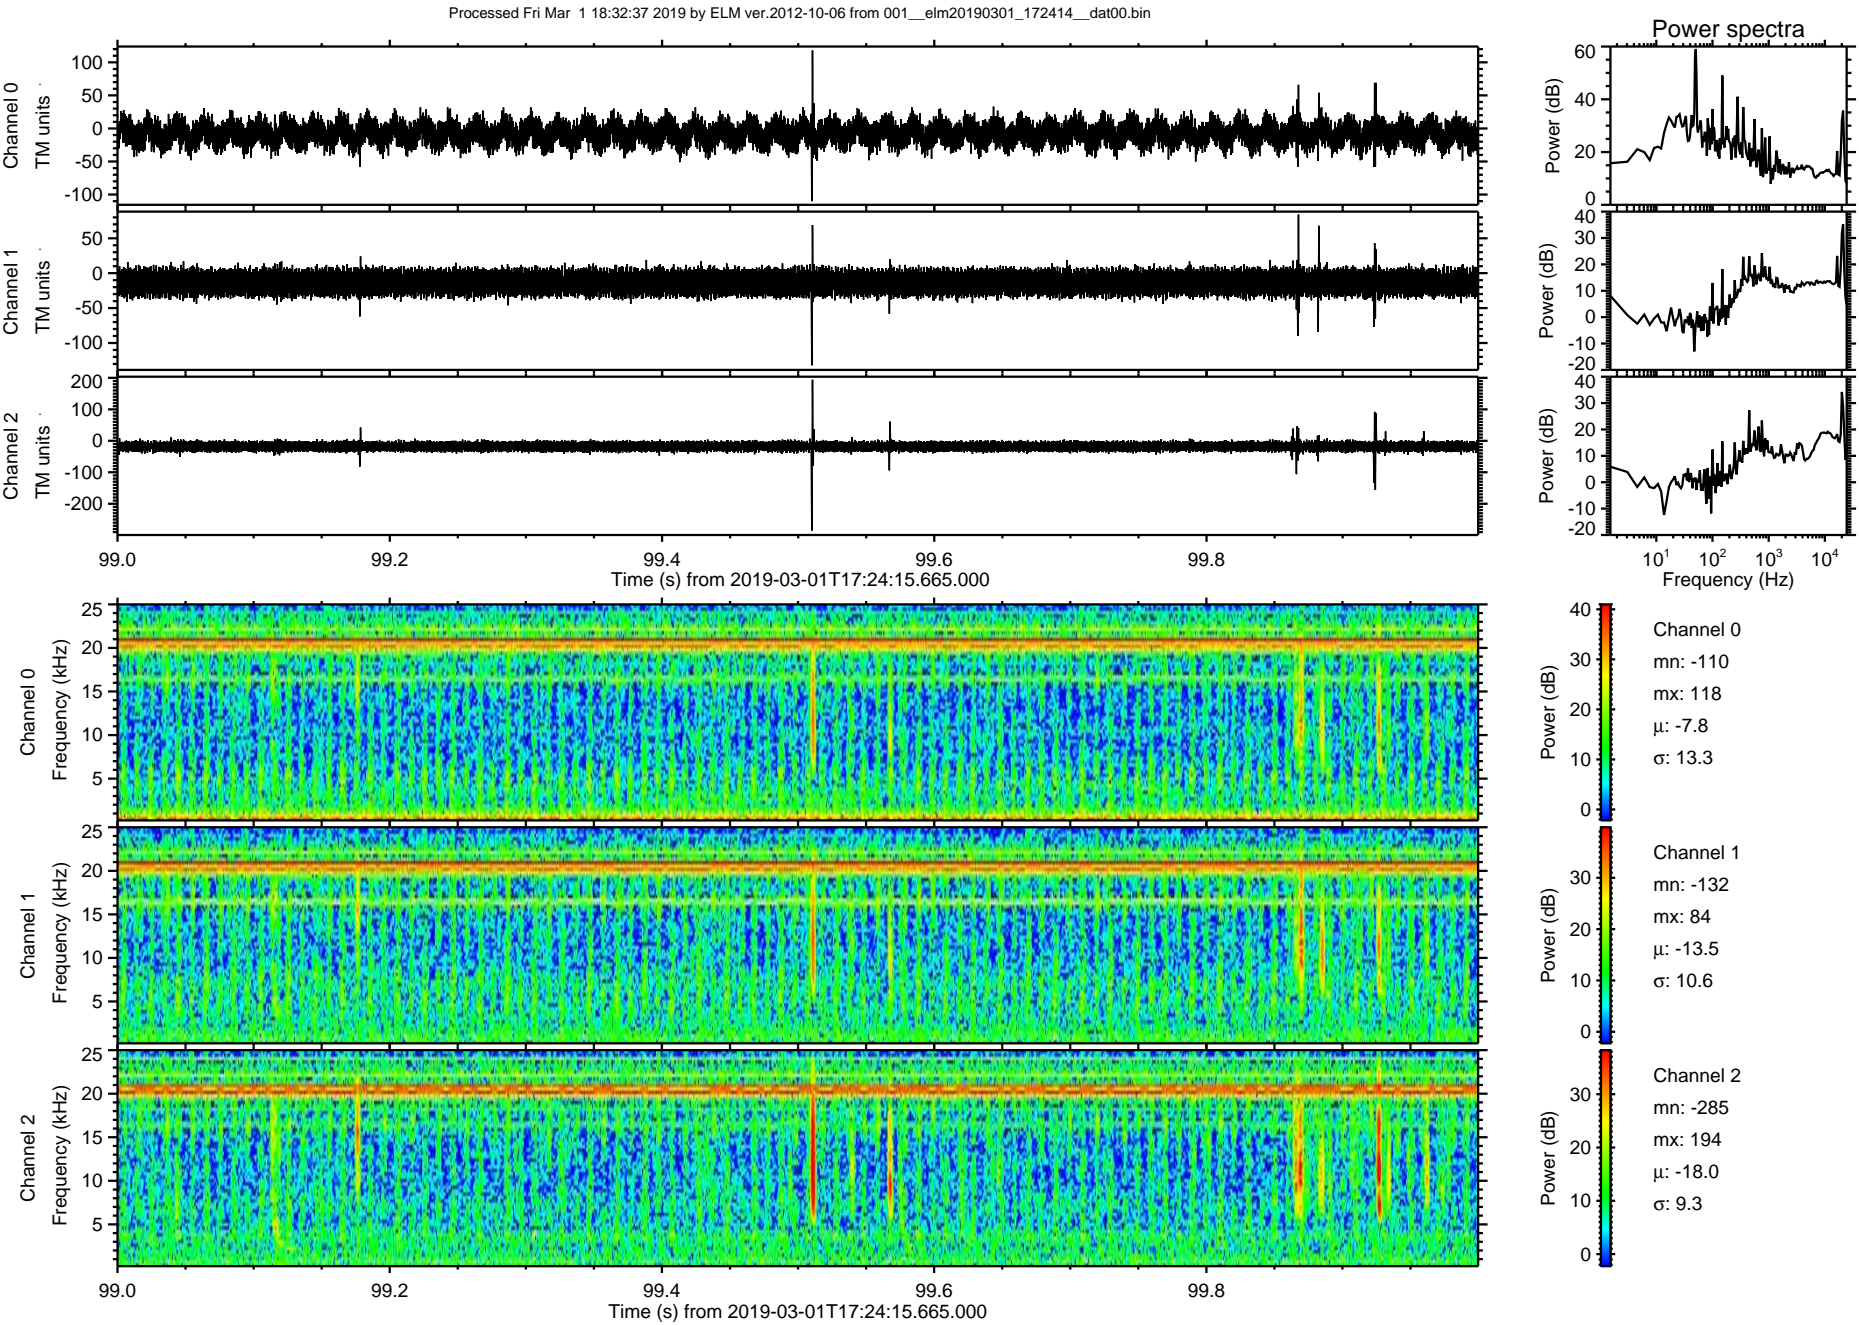 Processed Fri Mar  1 18:32:37 2019 by ELM ver.2012-10-06 from 001__elm20190301_172414__dat00.bin
Power spectra
Channel 0
TM units
100
50
0
-50
-100
Power (dB)
60
40
20
0
Channel 1
TM units
50
0
-50
-100
Power (dB)
40
30
20
10
0
-10
-20
Channel 2
TM units
200
100
0
-100
-200
Power (dB)
40
30
20
10
0
-10
-20
99.0 99.2 99.4 99.6 99.8
Time (s) from 2019-03-01T17:24:15.665.000
10¹ 10² 10³ 10⁴
Frequency (Hz)
Channel 0
Frequency (kHz)
25
20
15
10
5
Power (dB)
40
30
20
10
0
Channel 0
mn: -110
mx: 118
μ: -7.8
σ: 13.3
Channel 1
Frequency (kHz)
25
20
15
10
5
Power (dB)
30
20
10
0
Channel 1
mn: -132
mx: 84
μ: -13.5
σ: 10.6
Channel 2
Frequency (kHz)
25
20
15
10
5
Power (dB)
30
20
10
0
Channel 2
mn: -285
mx: 194
μ: -18.0
σ: 9.3
99.0 99.2 99.4 99.6 99.8
Time (s) from 2019-03-01T17:24:15.665.000